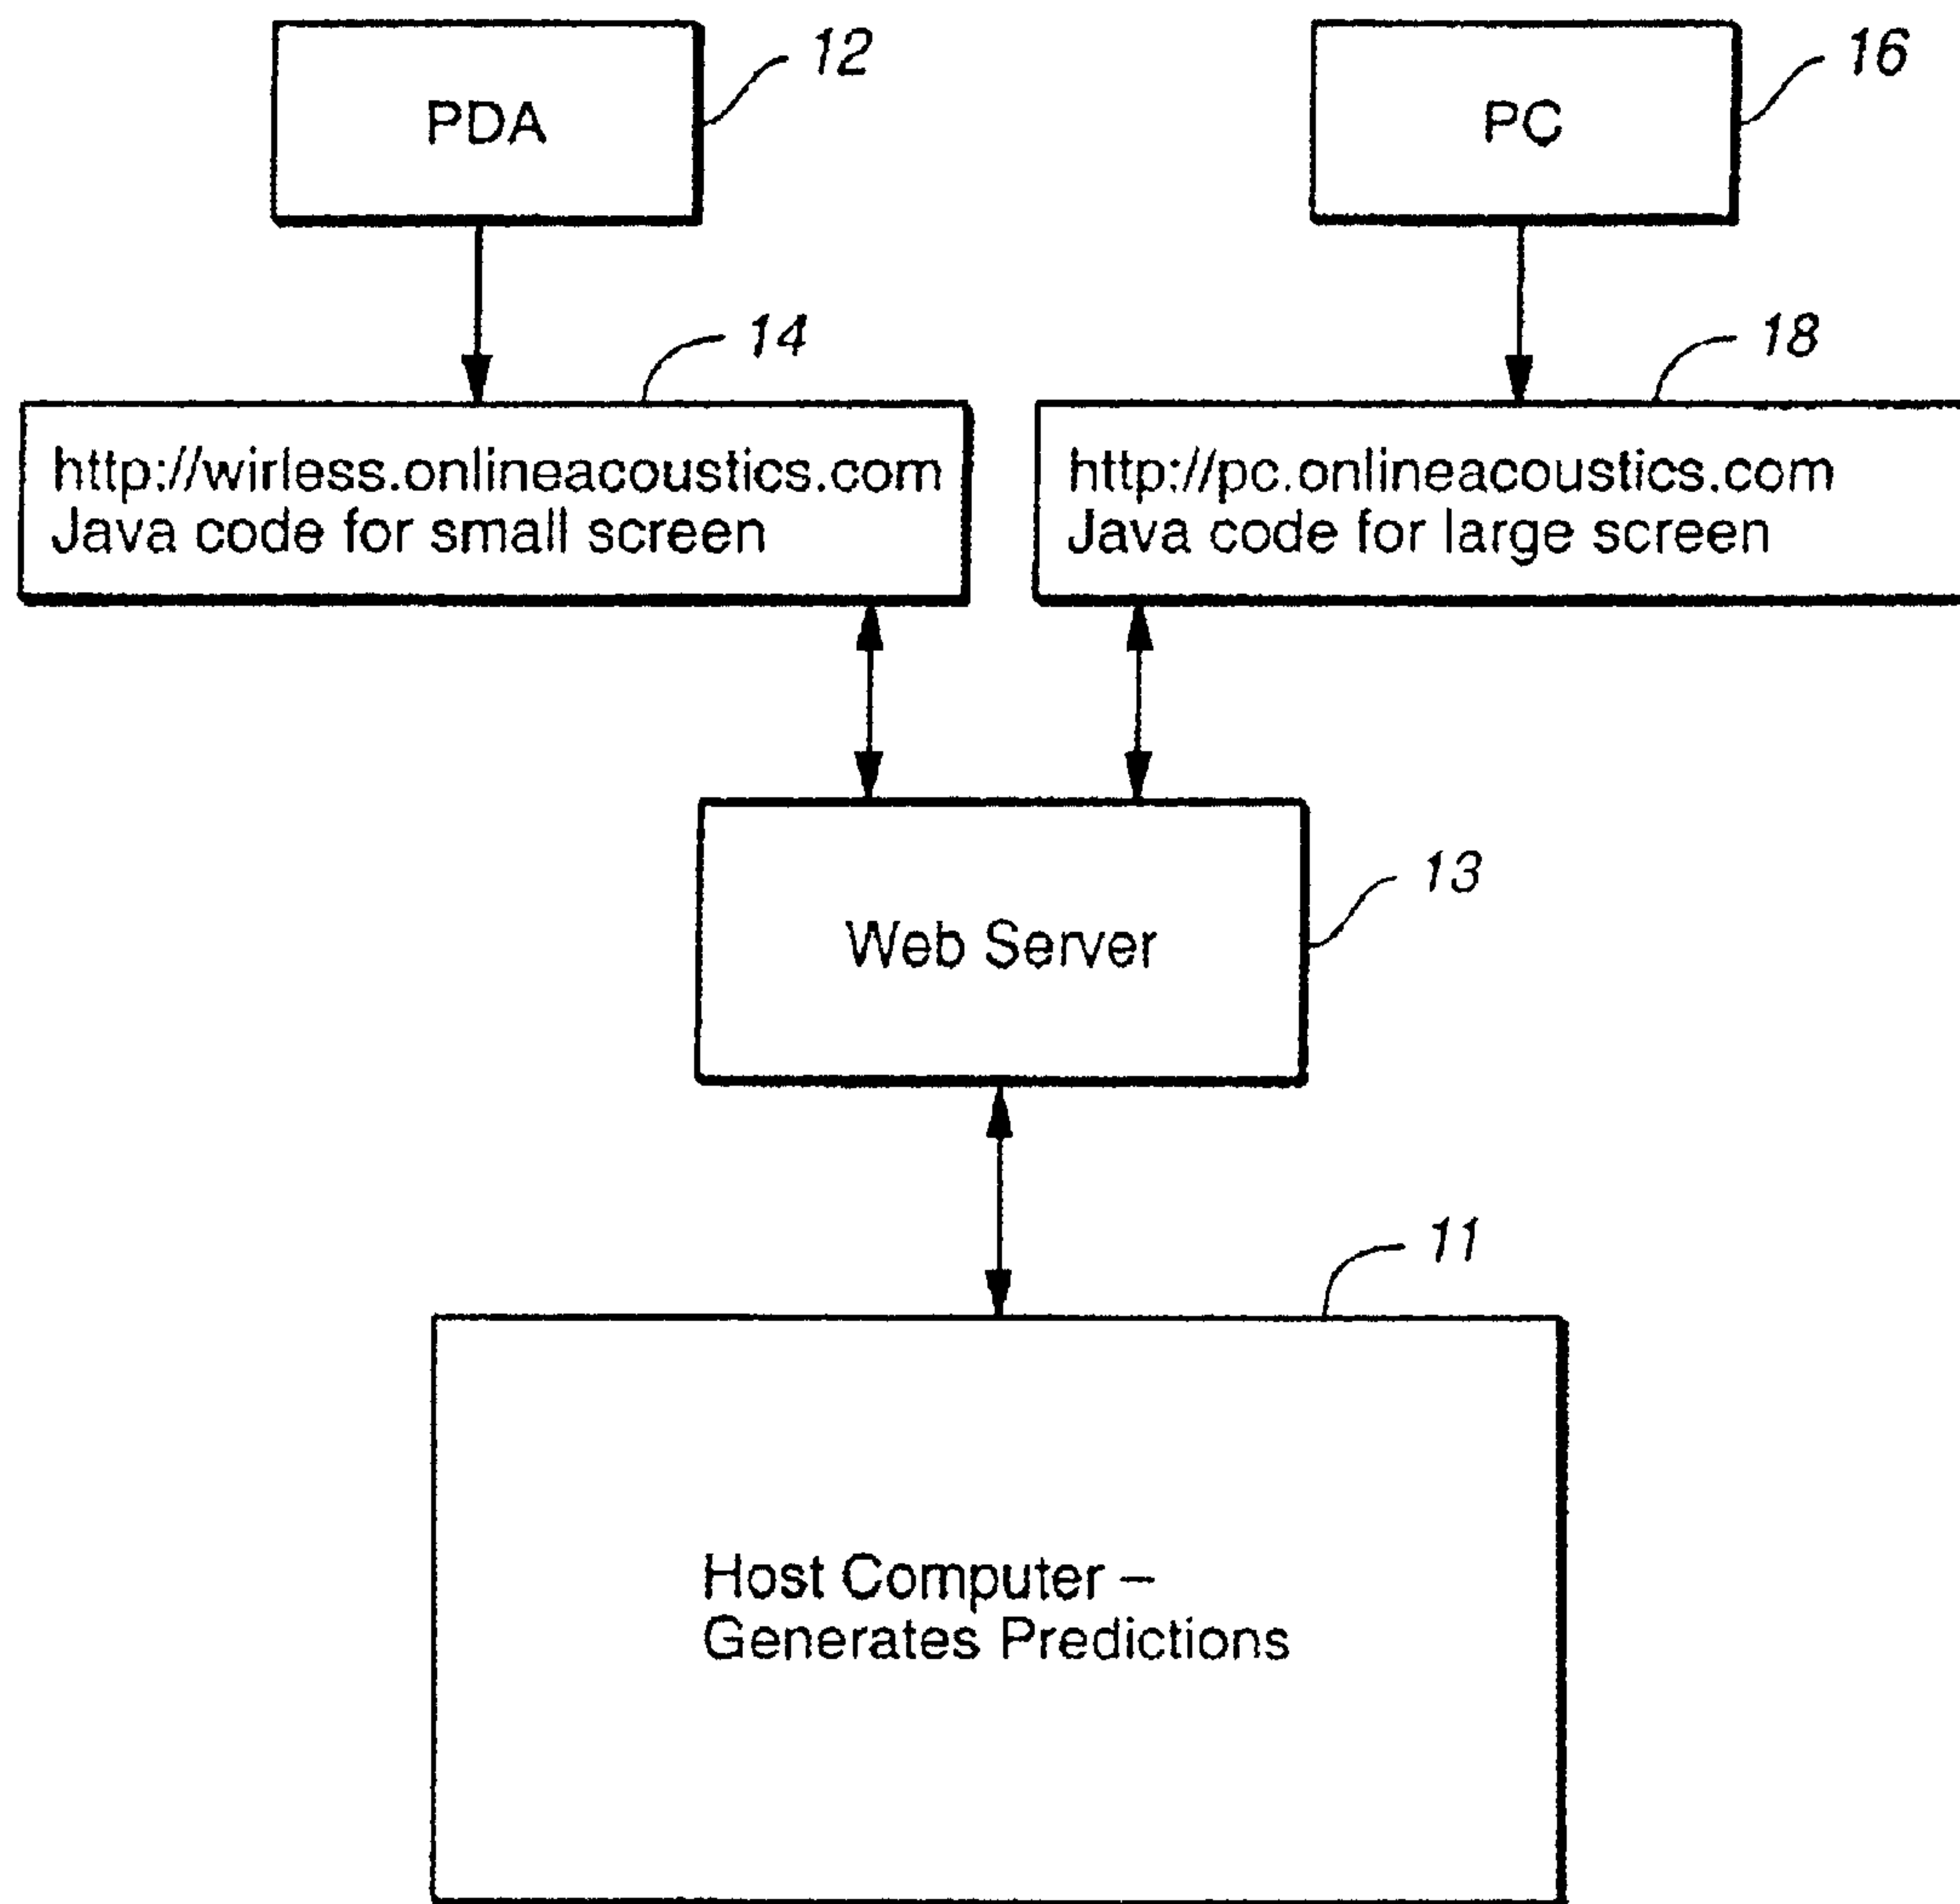 12
PDA
16
PC
14
http://wirless.onlineacoustics.com
Java code for small screen
18
http://pc.onlineacoustics.com
Java code for large screen
13
Web Server
11
Host Computer –
Generates Predictions